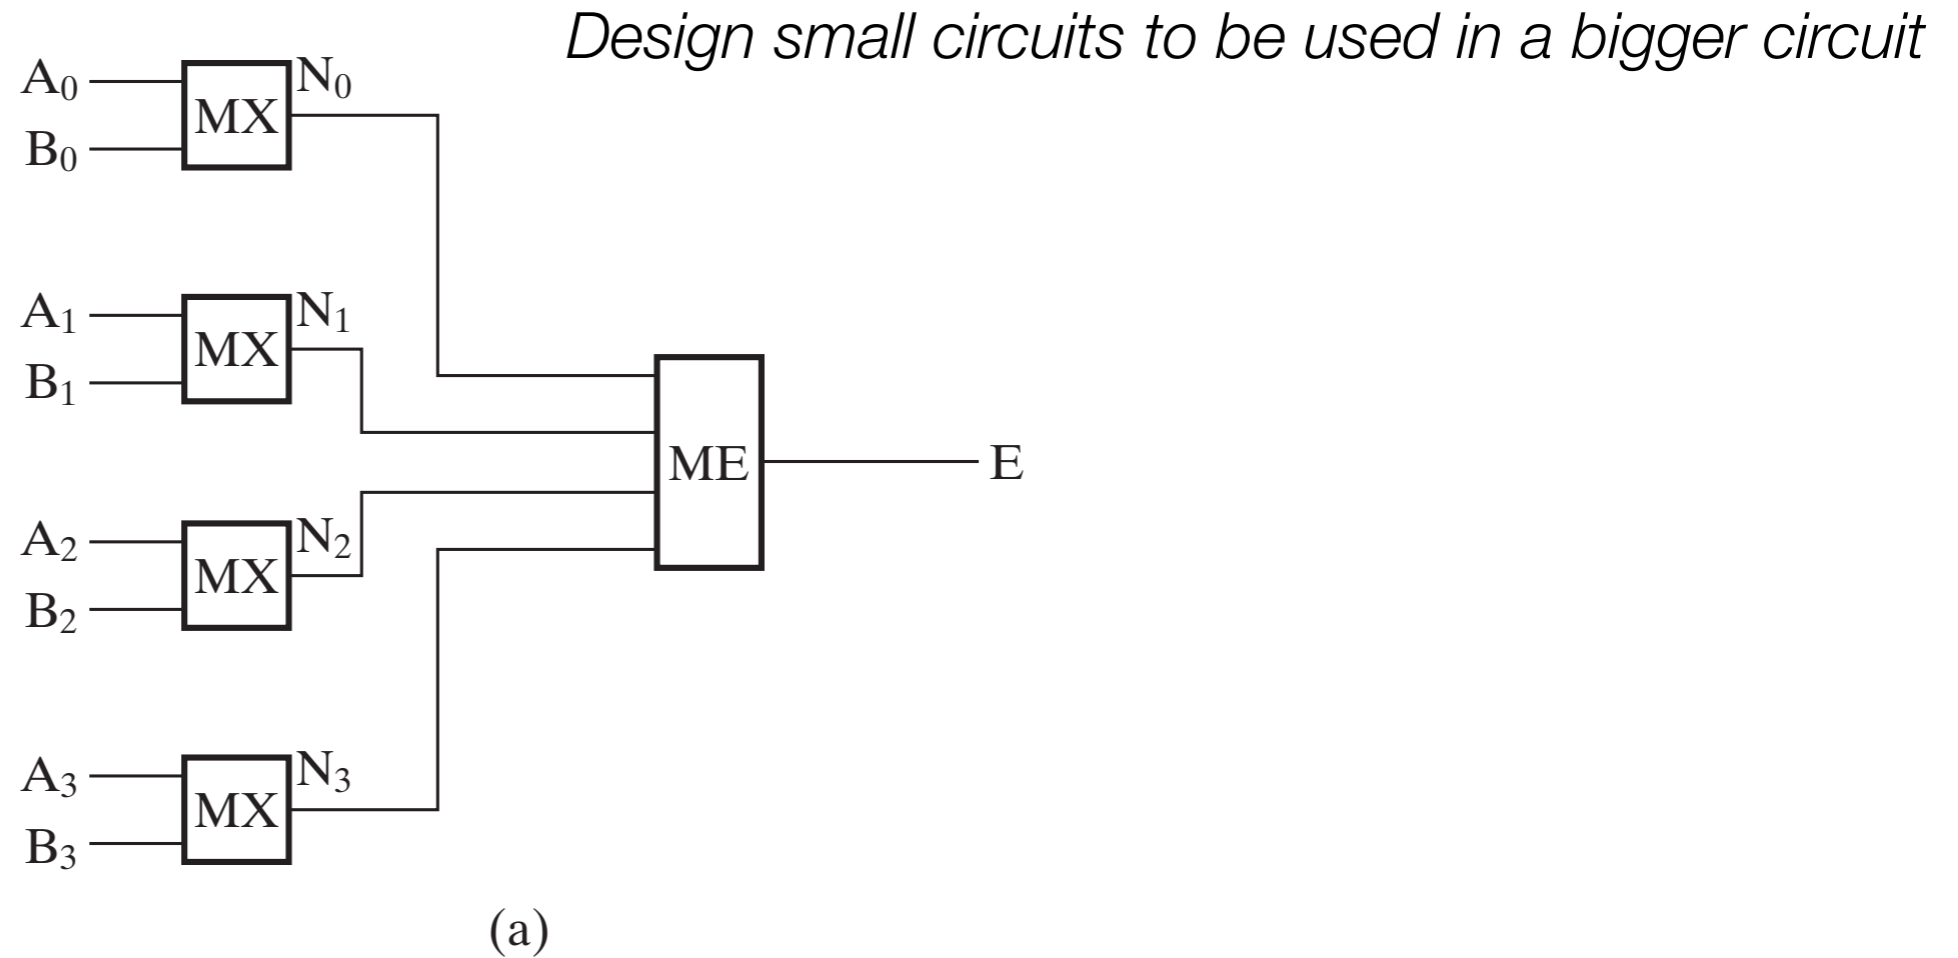 Design small circuits to be used in a bigger circuit
A₀
N₀
MX
B₀
A₁
N₁
MX
B₁
ME
E
A₂
N₂
MX
B₂
A₃
N₃
MX
B₃
(a)